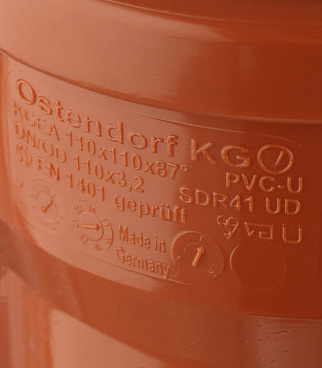 Ostendorf KG
KGEA 110x110x87° PVC-U
DN/OD 110x3,2 SDR41 UD
EN 1401 geprüft U
Made in
Germany